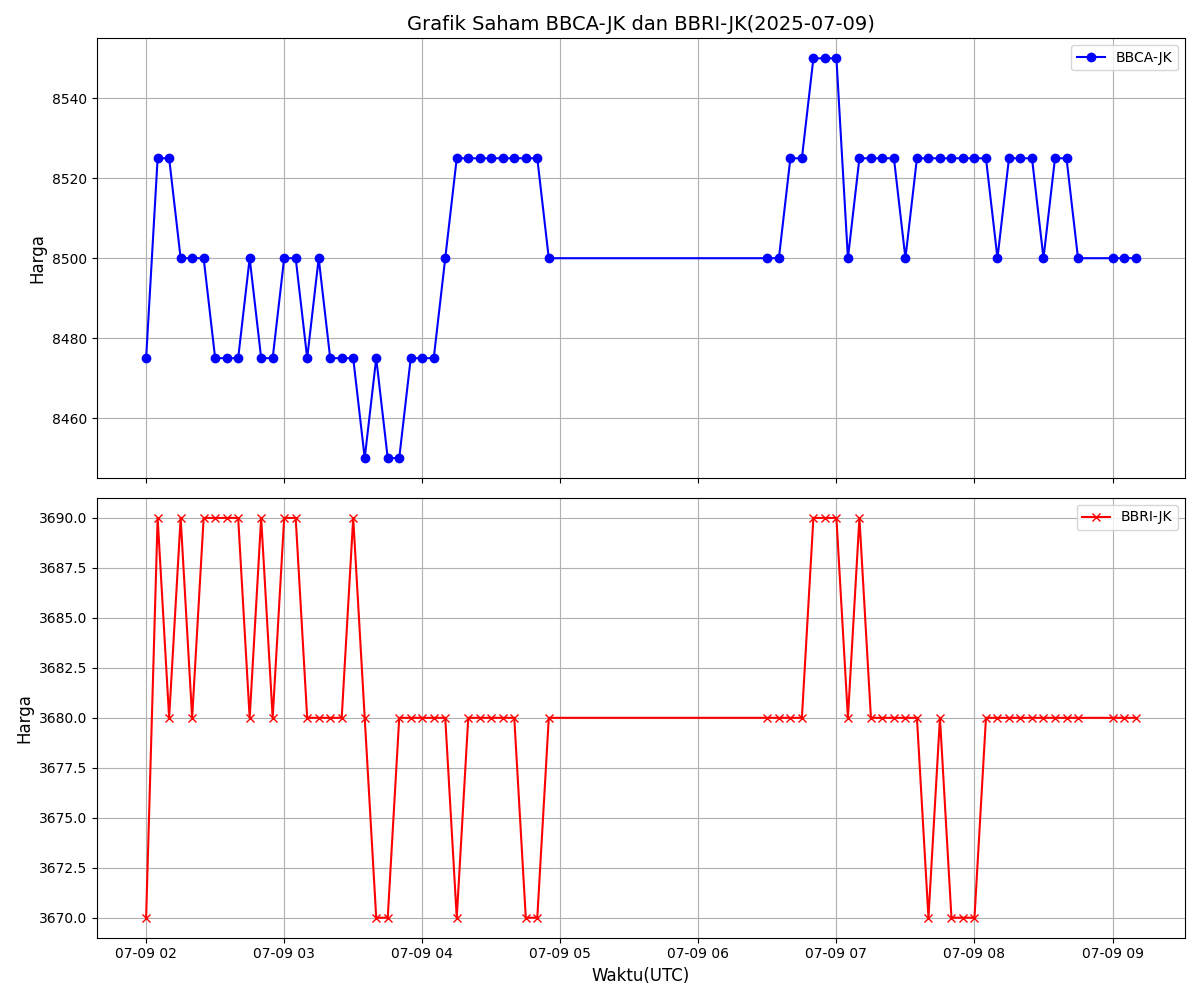 Grafik Saham BBCA-JK dan BBRI-JK(2025-07-09)
BBCA-JK
8540
8520
8500
8480
8460
Harga
BBRI-JK
3690.0
3687.5
3685.0
3682.5
3680.0
3677.5
3675.0
3672.5
3670.0
Harga
07-09 02 07-09 03 07-09 04 07-09 05 07-09 06 07-09 07 07-09 08 07-09 09
Waktu(UTC)